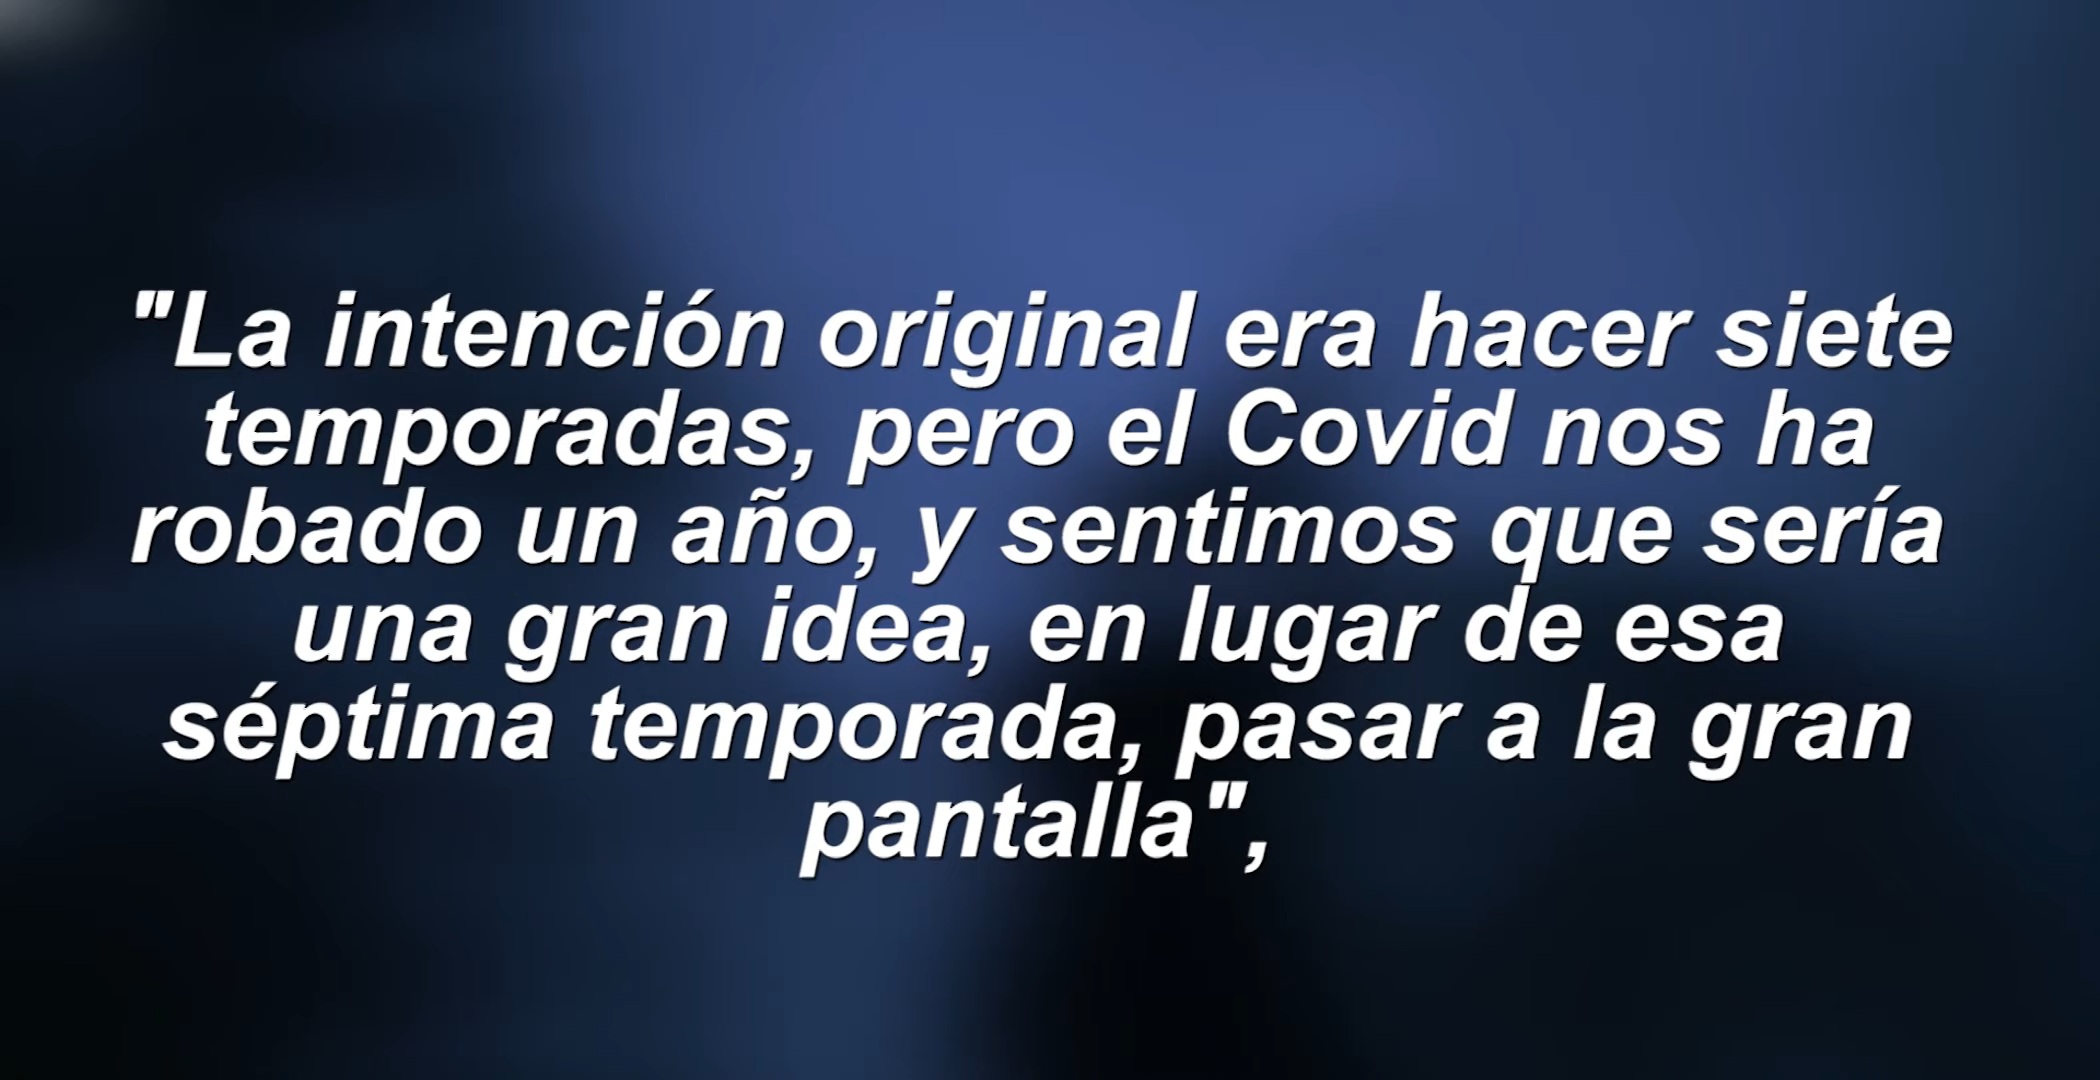 "La intención original era hacer siete
temporadas, pero el Covid nos ha
robado un año, y sentimos que sería
una gran idea, en lugar de esa
séptima temporada, pasar a la gran
pantalla",